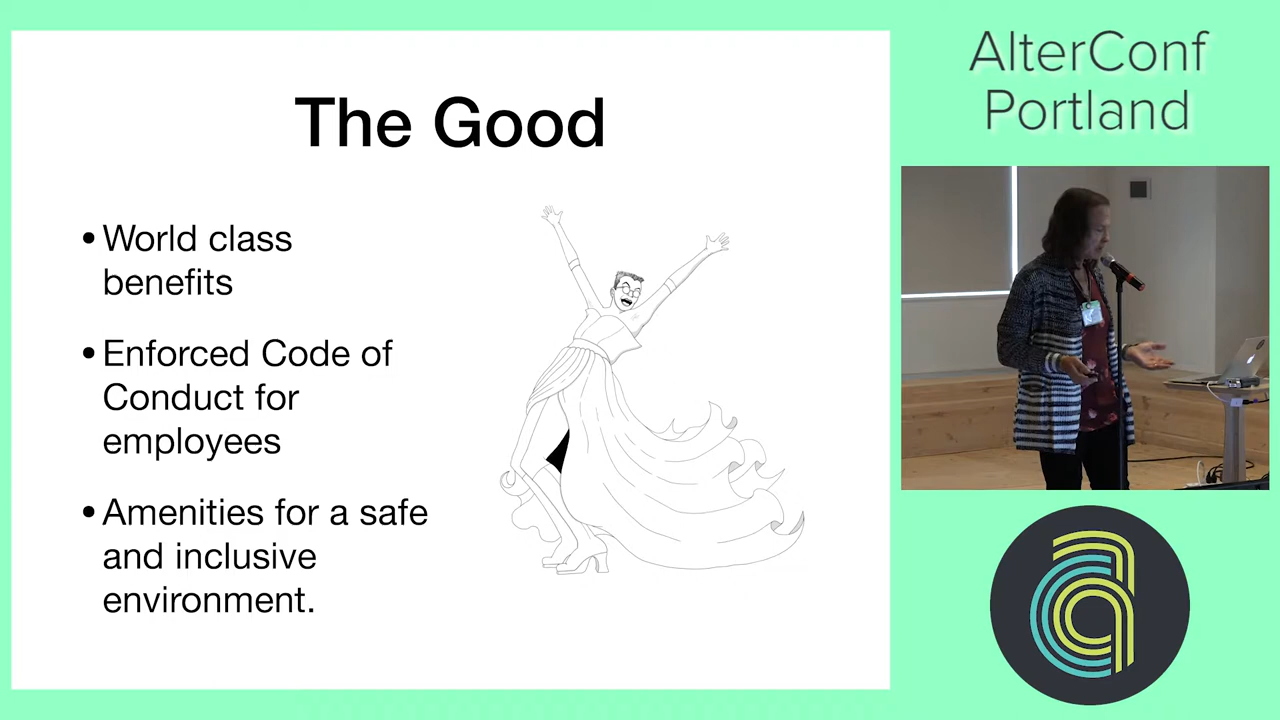 The Good
• World class
benefits
• Enforced Code of
Conduct for
employees
• Amenities for a safe
and inclusive
environment.
AlterConf
Portland